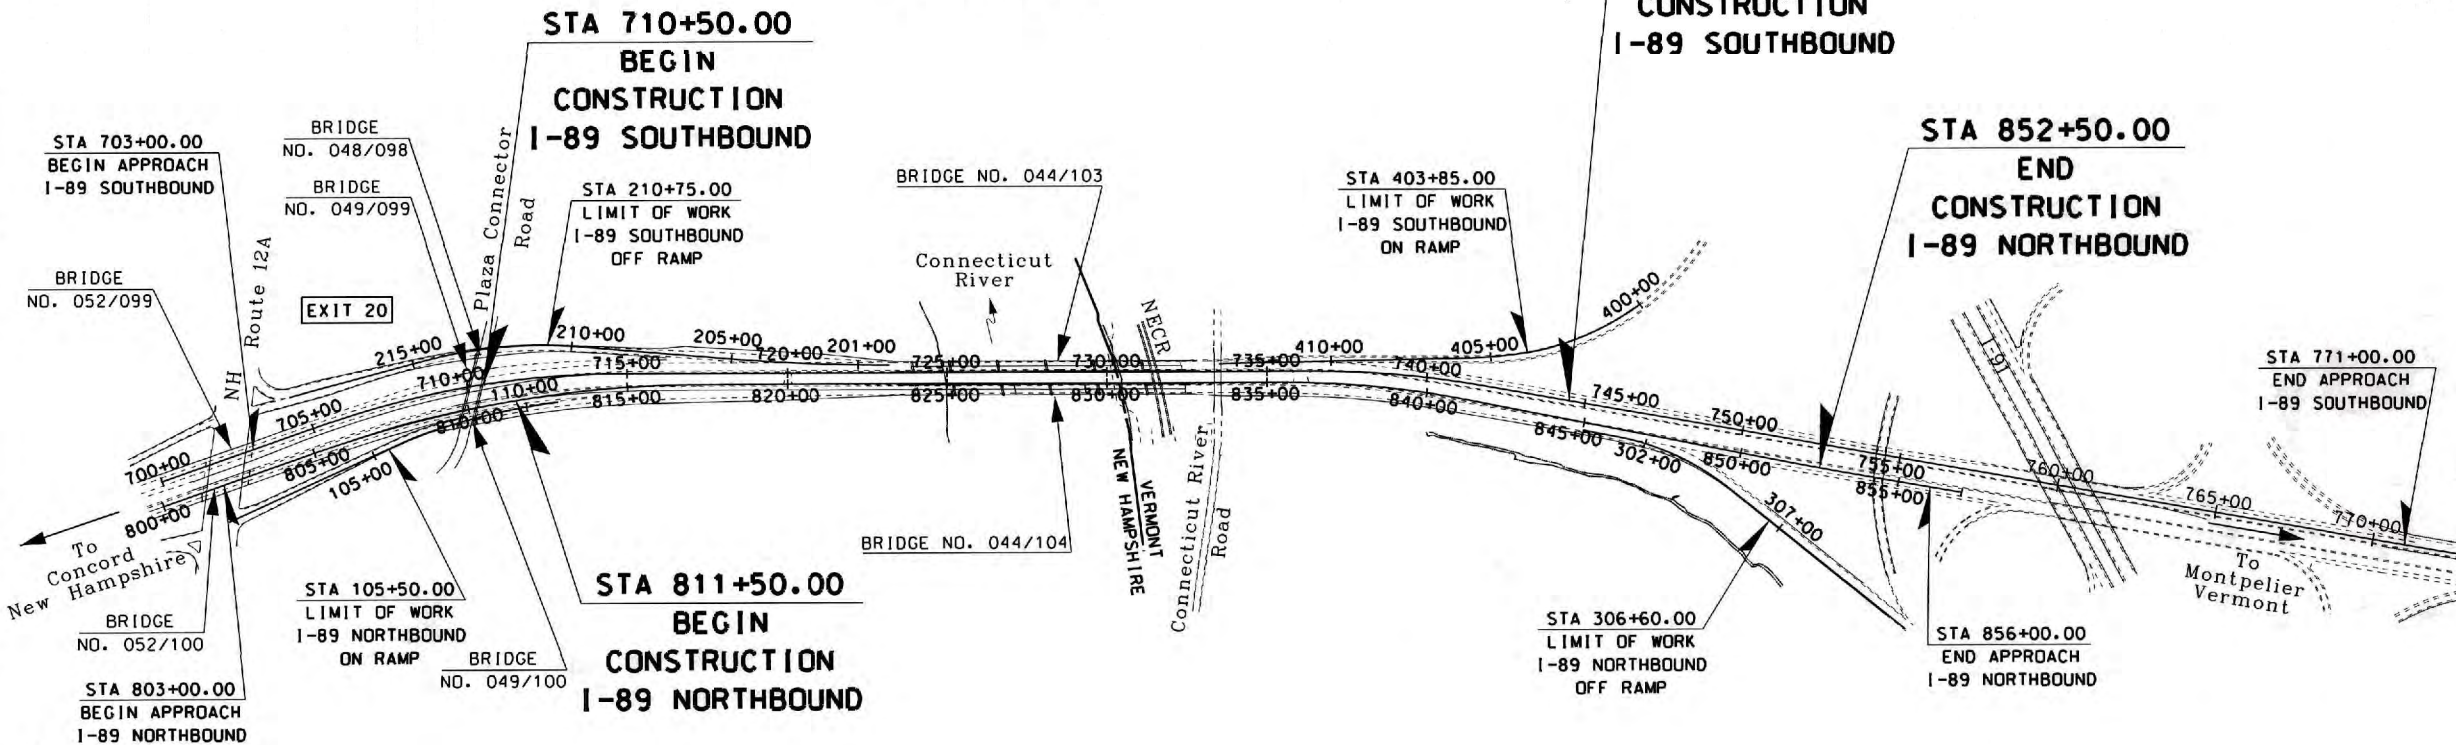 STA 710+50.00
BEGIN
CONSTRUCTION
I-89 SOUTHBOUND
CONSTRUCTION
I-89 SOUTHBOUND
STA 852+50.00
END
CONSTRUCTION
I-89 NORTHBOUND
STA 703+00.00
BEGIN APPROACH
I-89 SOUTHBOUND
BRIDGE
NO. 048/098
BRIDGE
NO. 049/099
Plaza Connector
Road
STA 210+75.00
LIMIT OF WORK
I-89 SOUTHBOUND
OFF RAMP
BRIDGE NO. 044/103
STA 403+85.00
LIMIT OF WORK
I-89 SOUTHBOUND
ON RAMP
BRIDGE
NO. 052/099
NH Route 12A
EXIT 20
Connecticut
River
NECR
400+00
215+00
210+00
205+00
201+00
410+00
405+00
700+00
705+00
710+00
715+00
720+00
725+00
730+00
735+00
740+00
745+00
750+00
755+00
760+00
765+00
770+00
110+00
105+00
800+00
805+00
810+00
815+00
820+00
825+00
830+00
835+00
840+00
845+00
850+00
855+00
302+00
307+00
I-91
STA 771+00.00
END APPROACH
I-89 SOUTHBOUND
To
Concord
New Hampshire
BRIDGE
NO. 052/100
STA 803+00.00
BEGIN APPROACH
I-89 NORTHBOUND
STA 105+50.00
LIMIT OF WORK
I-89 NORTHBOUND
ON RAMP
BRIDGE
NO. 049/100
STA 811+50.00
BEGIN
CONSTRUCTION
I-89 NORTHBOUND
BRIDGE NO. 044/104
NEW HAMPSHIRE
VERMONT
Connecticut River
Road
STA 306+60.00
LIMIT OF WORK
I-89 NORTHBOUND
OFF RAMP
STA 856+00.00
END APPROACH
I-89 NORTHBOUND
To
Montpelier
Vermont